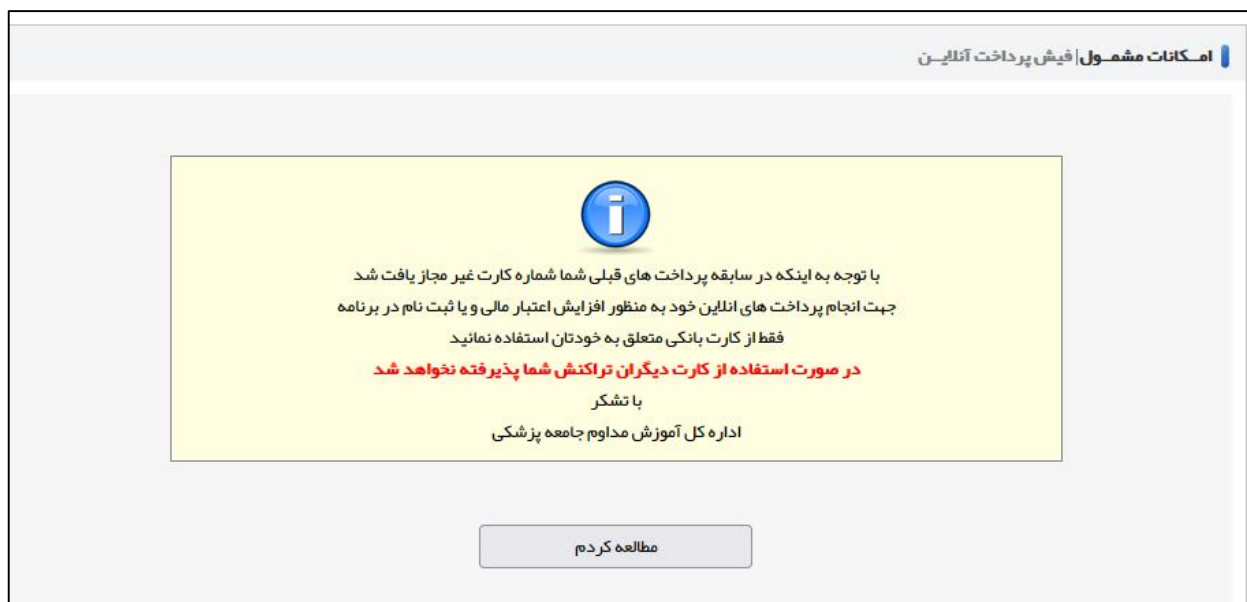 امـکانات مشمـول| فیش پرداخت آنلایـن
با توجه به اینکه در سابقه پرداخت های قبلی شما شماره کارت غیر مجاز یافت شد
جهت انجام پرداخت های انلاین خود به منظور افزایش اعتبار مالی و یا ثبت نام در برنامه
فقط از کارت بانکی متعلق به خودتان استفاده نمائید
در صورت استفاده از کارت دیگران تراکنش شما پذیرفته نخواهد شد
با تشکر
اداره کل آموزش مداوم جامعه پزشکی
مطالعه کردم